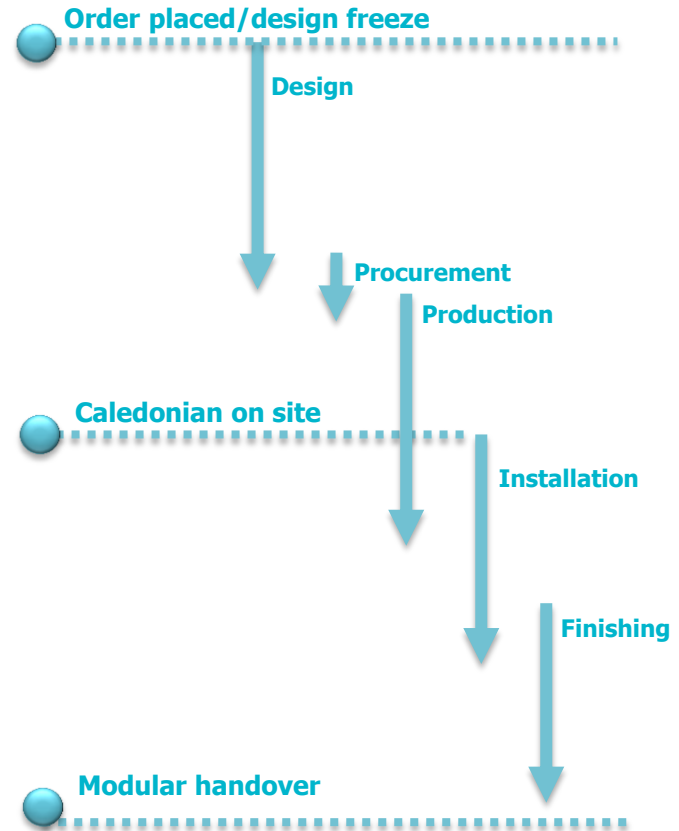 Order placed/design freeze
Design
Procurement
Production
Caledonian on site
Installation
Finishing
Modular handover